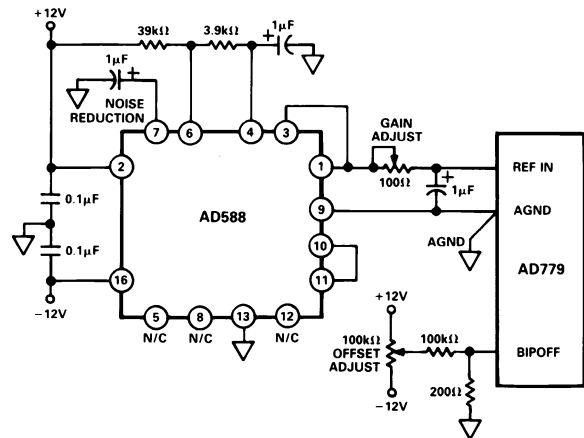 +12V
39kΩ
3.9kΩ
+
1μF
1μF
+
NOISE
REDUCTION
7
6
4
3
GAIN
ADJUST
2
1
100Ω
+
1μF
REF IN
0.1μF
AD588
9
AGND
AGND
10
AD779
0.1μF
11
16
+12V
-12V
5
8
13
12
N/C
N/C
N/C
100kΩ
OFFSET
ADJUST
100kΩ
BIPOFF
200Ω
-12V